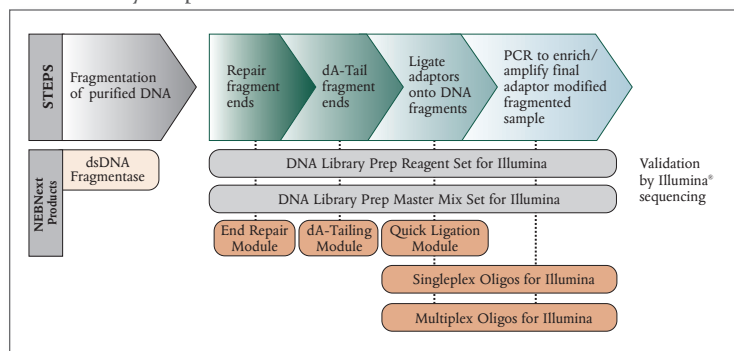 STEPS
Fragmentation
of purified DNA
Repair
fragment
ends
dA-Tail
fragment
ends
Ligate
adaptors
onto DNA
fragments
PCR to enrich/
amplify final
adaptor modified
fragmented
sample
NEBNext
Products
dsDNA
Fragmentase
DNA Library Prep Reagent Set for Illumina
DNA Library Prep Master Mix Set for Illumina
Validation
by Illumina®
sequencing
End Repair
Module
dA-Tailing
Module
Quick Ligation
Module
Singleplex Oligos for Illumina
Multiplex Oligos for Illumina